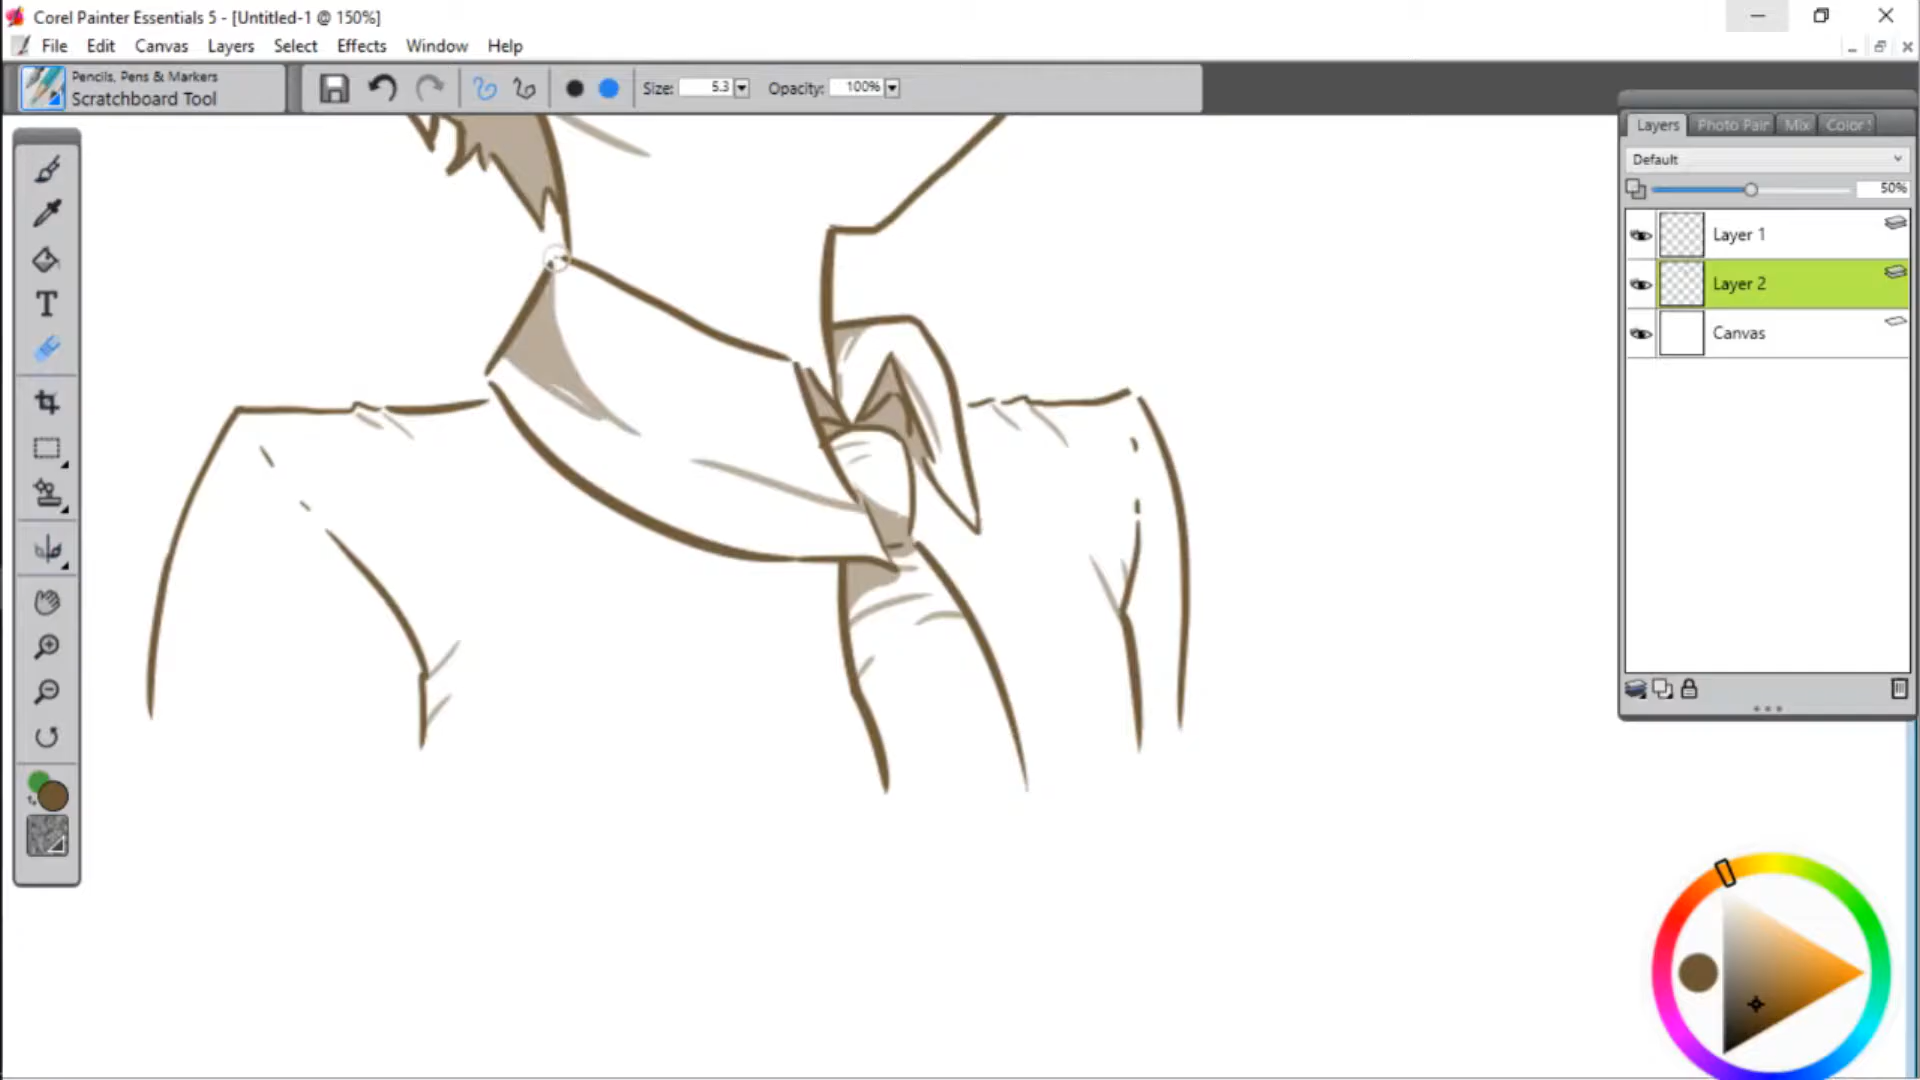 Corel Painter Essentials 5 - [Untitled-1 @ 150%]
File Edit Canvas Layers Select Effects Window Help
Pencils, Pens & Markers
Scratchboard Tool
Size: 5.3 Opacity: 100%
Layers Photo Pair Mix Color
Default
50%
Layer 1
Layer 2
Canvas
T